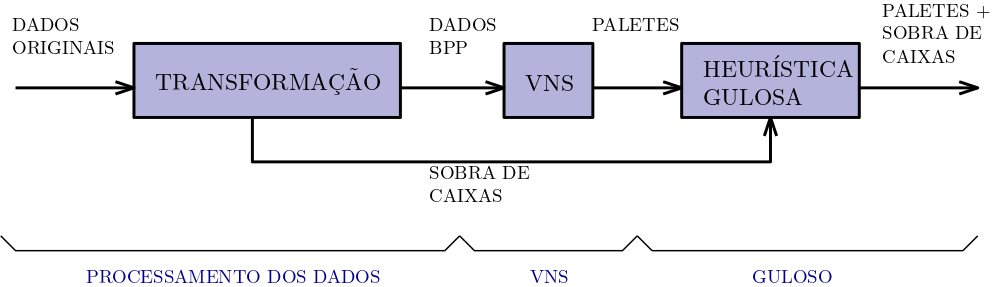 DADOS
ORIGINAIS
TRANSFORMAÇÃO
DADOS
BPP
VNS
PALETES
HEURÍSTICA
GULOSA
PALETES +
SOBRA DE
CAIXAS
SOBRA DE
CAIXAS
PROCESSAMENTO DOS DADOS
VNS
GULOSO